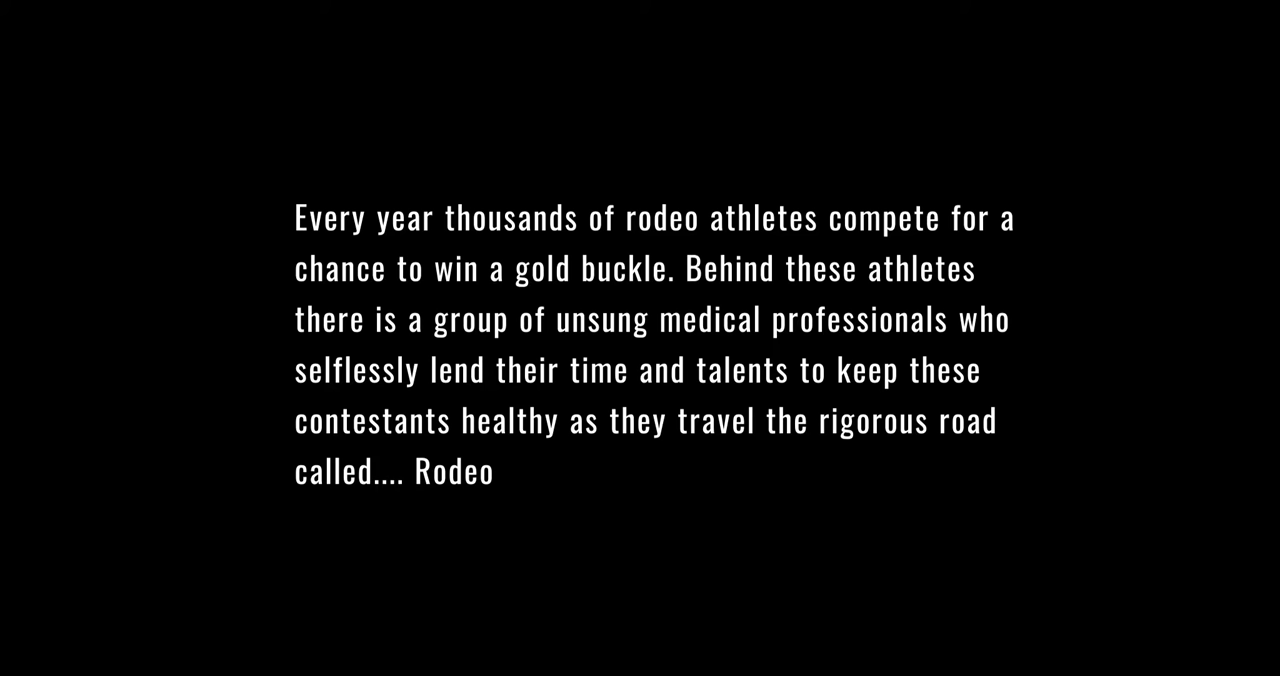 Every year thousands of rodeo athletes compete for a
chance to win a gold buckle. Behind these athletes
there is a group of unsung medical professionals who
selflessly lend their time and talents to keep these
contestants healthy as they travel the rigorous road
called.... Rodeo